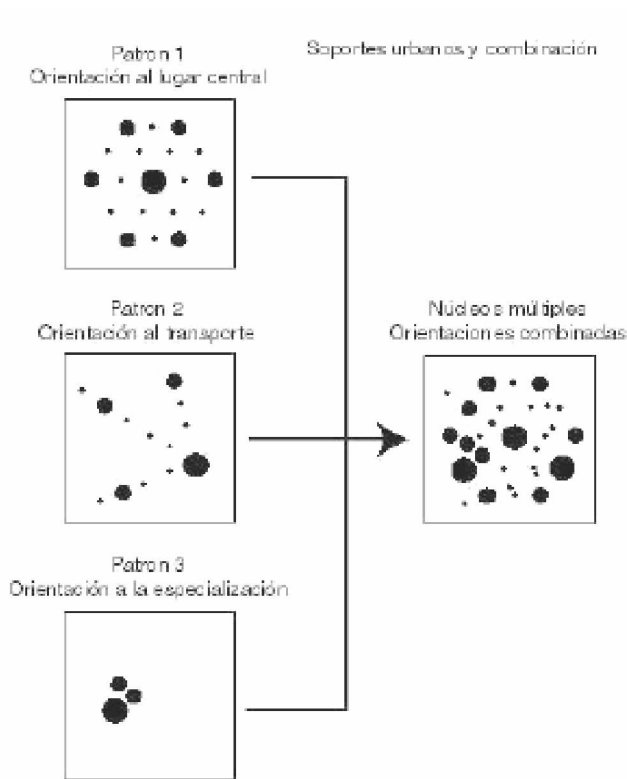 Patron 1
Orientación al lugar central
Soportes urbanos y combinación
Patron 2
Orientación al transporte
Núcleos múltiples
Orientaciones combinadas
Patron 3
Orientación a la especialización